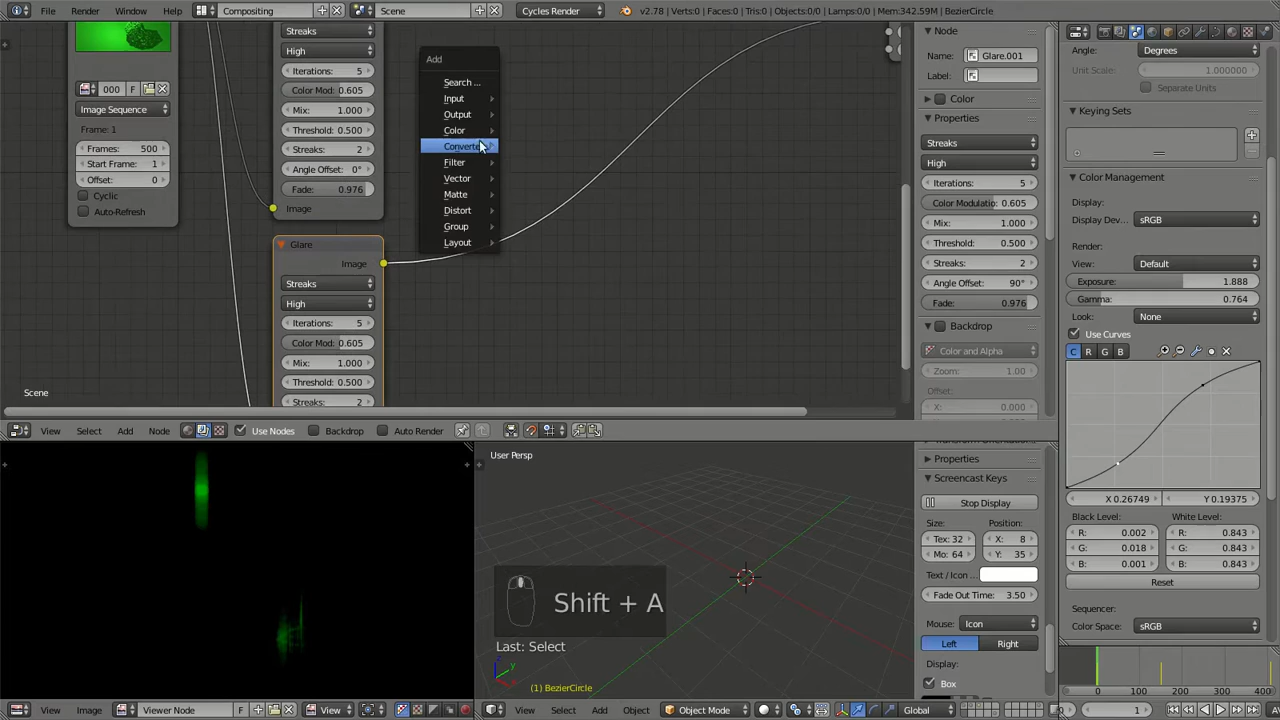 File Render Window Help Compositing Scene Cycles Render v2.78 | Verts:0 | Faces:0 | Tris:0 | Objects:0/0 | Lamps:0/0 | Mem:342.59M | BezierCircle
Streaks
High
Iterations: 5
Color Mod: 0.605
Mix: 1.000
Threshold: 0.500
Streaks: 2
Angle Offset: 0°
Fade: 0.976
Image
000 F
Image Sequence
Frame: 1
Frames: 500
Start Frame: 1
Offset: 0
Cyclic
Auto-Refresh
Glare
Image
Streaks
High
Iterations: 5
Color Mod: 0.605
Mix: 1.000
Threshold: 0.500
Streaks: 2
Scene
Add
Search ...
Input
Output
Color
Converte
Filter
Vector
Matte
Distort
Group
Layout
Node
Name: Glare.001
Label:
Color
Properties
Streaks
High
Iterations: 5
Color Modulatio: 0.605
Mix: 1.000
Threshold: 0.500
Streaks: 2
Angle Offset: 90°
Fade: 0.976
Backdrop
Color and Alpha
Zoom: 1.00
Offset:
X: 0.000
View Select Add Node Use Nodes Backdrop Auto Render
User Persp
Shift + A
Last: Select
(1) BezierCircle
Properties
Screencast Keys
Stop Display
Size: Position:
Tex: 32 X: 8
Mo: 64 Y: 35
Text / Icon ...
Fade Out Time: 3.50
Mouse: Icon
Left Right
Display:
Box
View Image Viewer Node F View
View Select Add Object Object Mode Global
Angle: Degrees
Unit Scale: 1.000000
Separate Units
Keying Sets
Color Management
Display:
Display Dev... sRGB
Render:
View: Default
Exposure: 1.888
Gamma: 0.764
Look: None
Use Curves
C R G B
X 0.26749 Y 0.19375
Black Level: White Level:
R: 0.002 R: 0.843
G: 0.018 G: 0.843
B: 0.001 B: 0.843
Reset
Sequencer:
Color Space: sRGB
0 200 400
1